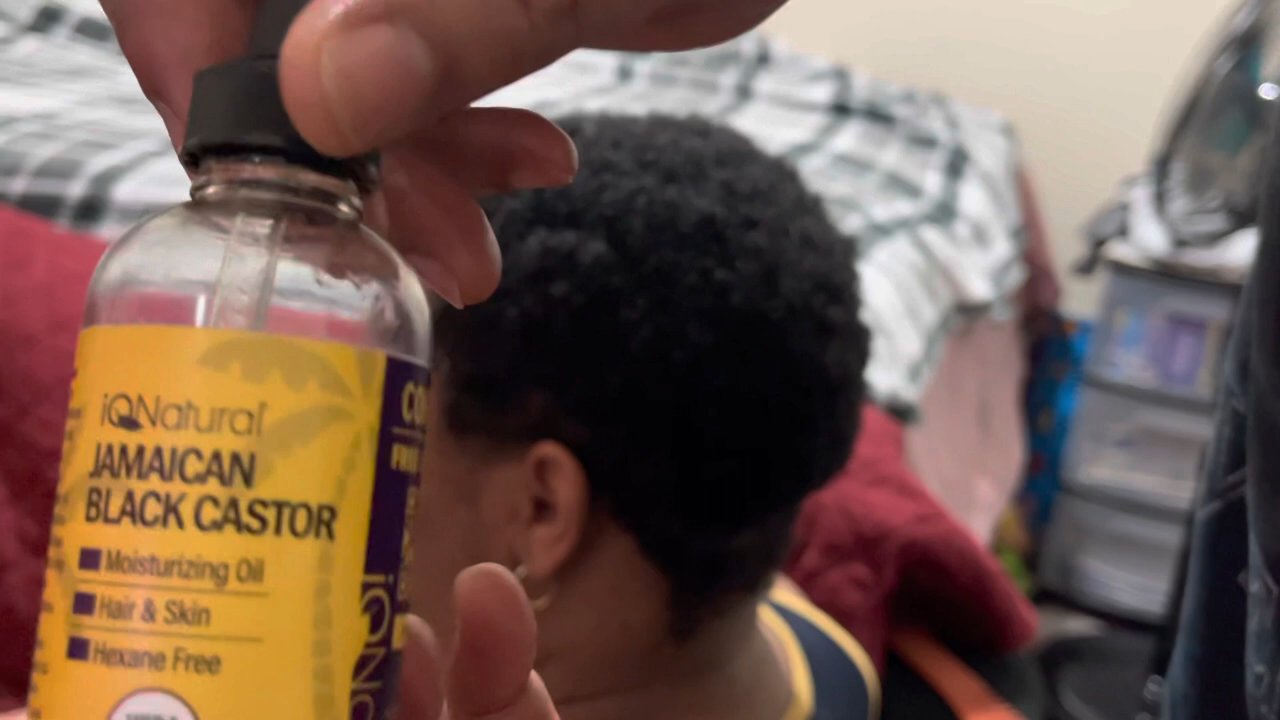 iQNatural
JAMAICAN
BLACK CASTOR
Moisturizing Oil
Hair & Skin
Hexane Free